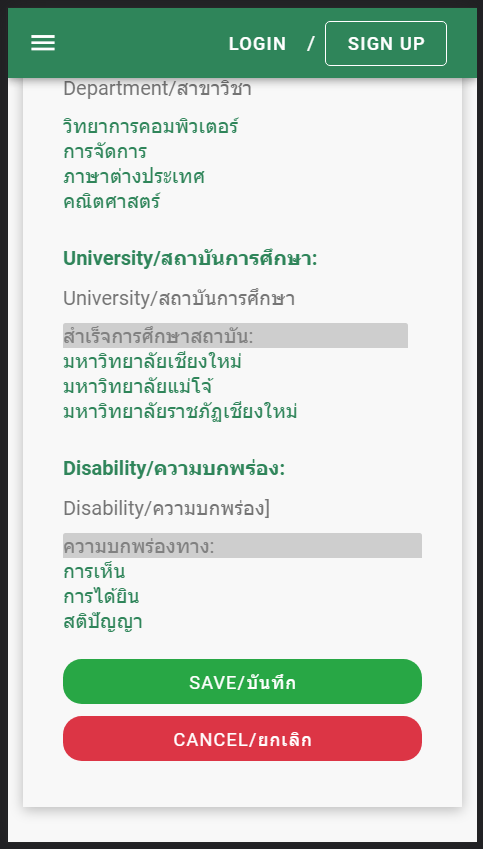 LOGIN / SIGN UP
Department/สาขาวิชา
วิทยาการคอมพิวเตอร์
การจัดการ
ภาษาต่างประเทศ
คณิตศาสตร์
University/สถาบันการศึกษา:
University/สถาบันการศึกษา
สำเร็จการศึกษาสถาบัน:
มหาวิทยาลัยเชียงใหม่
มหาวิทยาลัยแม่โจ้
มหาวิทยาลัยราชภัฏเชียงใหม่
Disability/ความบกพร่อง:
Disability/ความบกพร่อง]
ความบกพร่องทาง:
การเห็น
การได้ยิน
สติปัญญา
SAVE/บันทึก
CANCEL/ยกเลิก